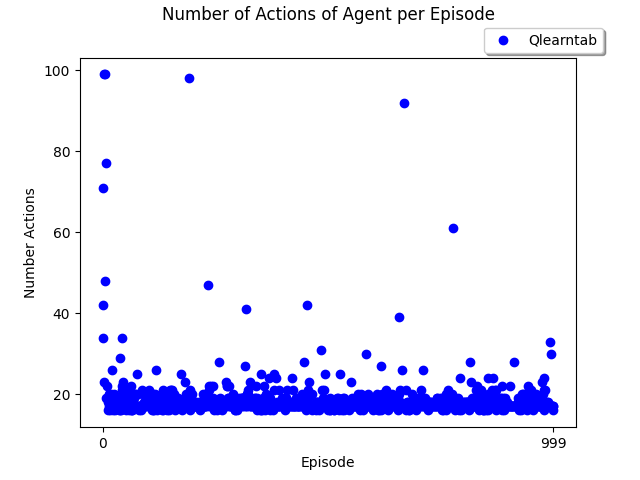 Number of Actions of Agent per Episode
Qlearntab
100
80
60
40
20
Number Actions
0
999
Episode